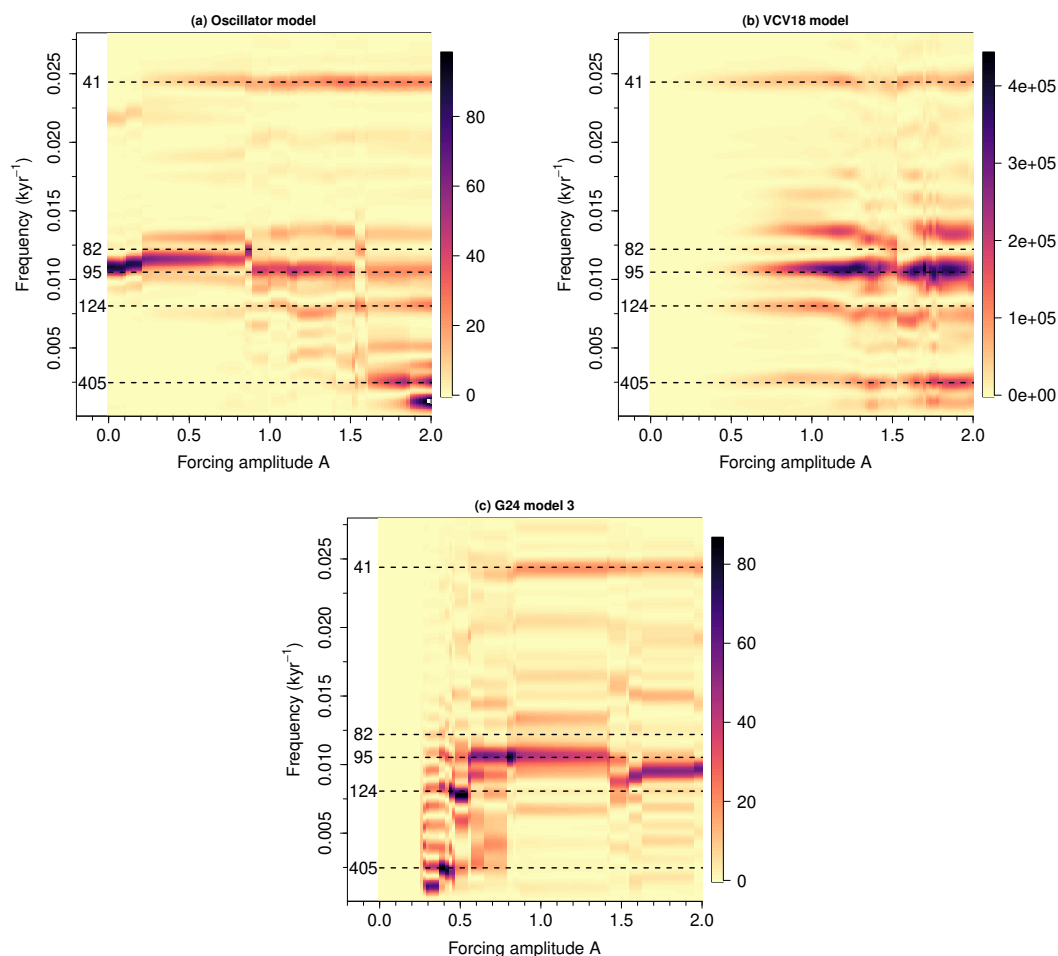 (a) Oscillator model
Frequency (kyr−1)
0.005 0.010 0.015 0.020 0.025
41
82
95
124
405
0.0 0.5 1.0 1.5 2.0
Forcing amplitude A
0
20
40
60
80
(b) VCV18 model
Frequency (kyr−1)
0.005 0.010 0.015 0.020 0.025
41
82
95
124
405
0.0 0.5 1.0 1.5 2.0
Forcing amplitude A
0e+00
1e+05
2e+05
3e+05
4e+05
(c) G24 model 3
Frequency (kyr−1)
0.005 0.010 0.015 0.020 0.025
41
82
95
124
405
0.0 0.5 1.0 1.5 2.0
Forcing amplitude A
0
20
40
60
80